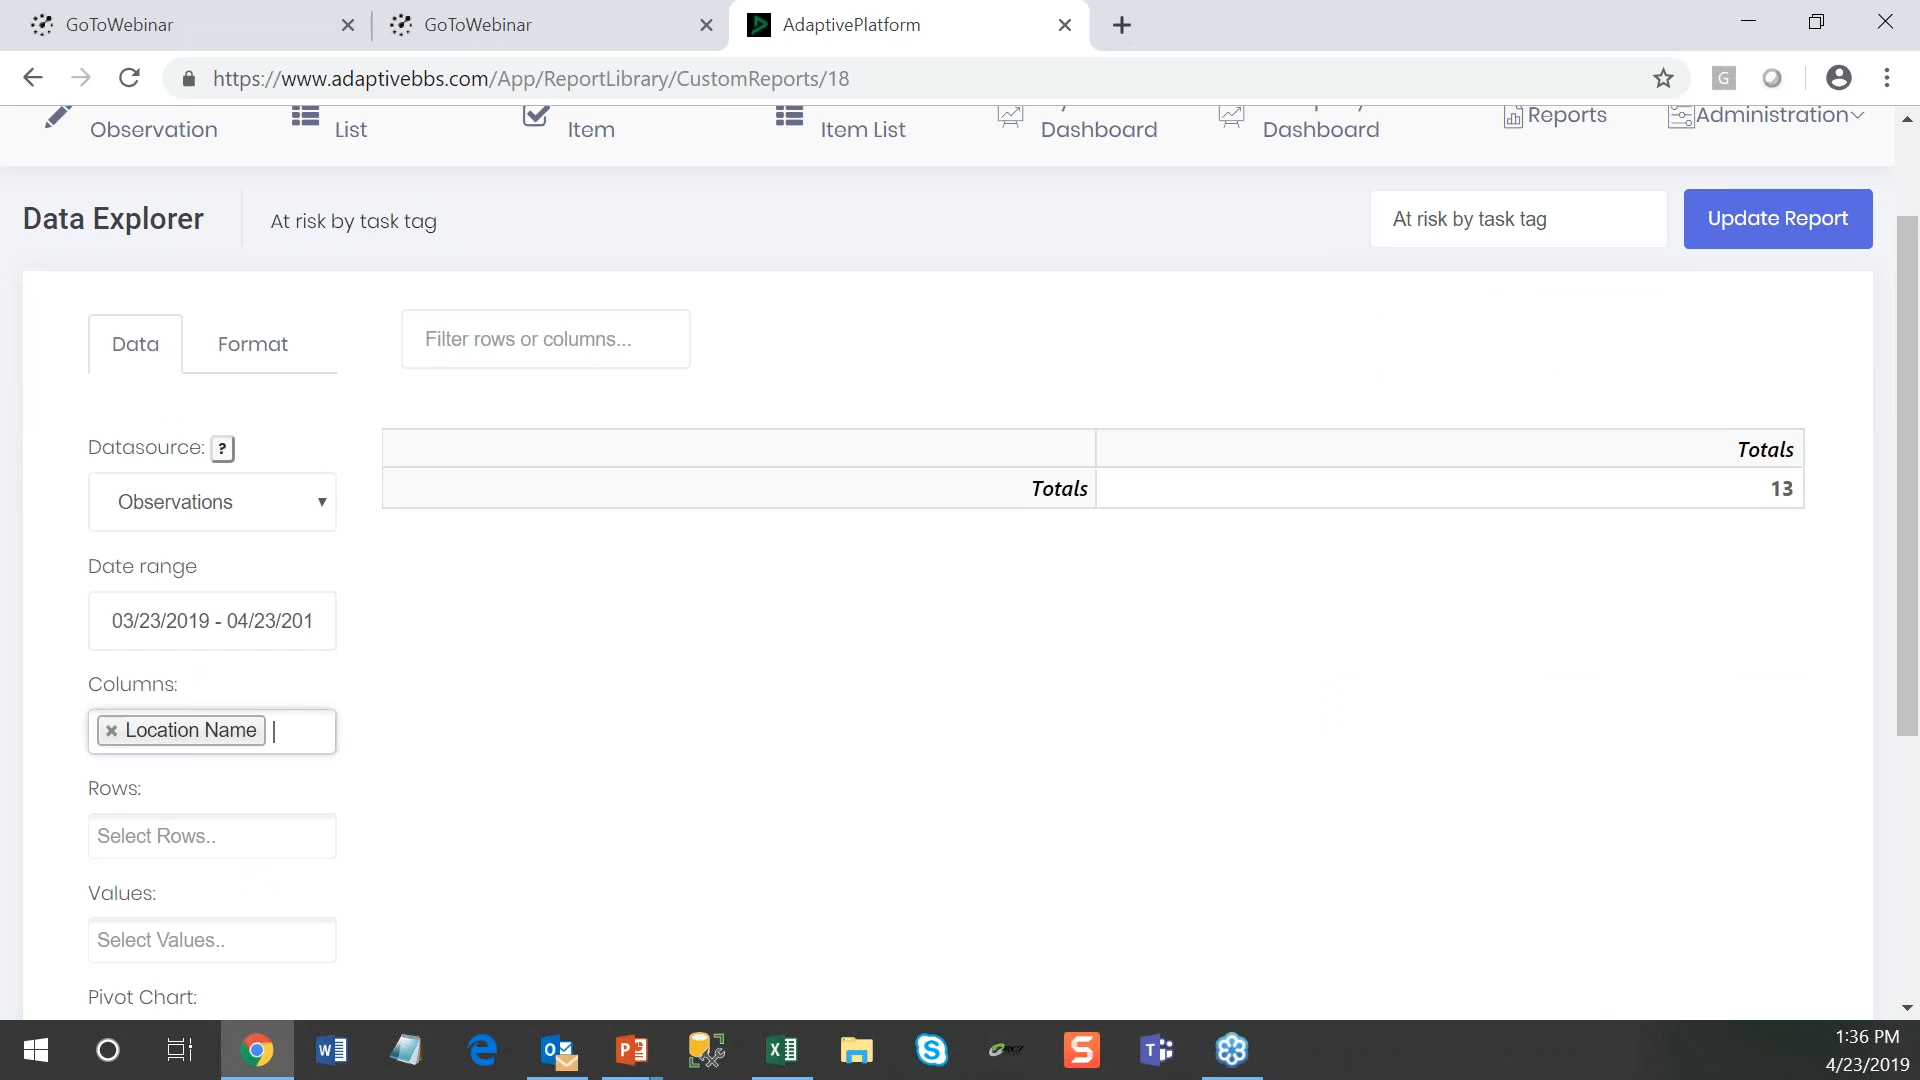 GoToWebinar
GoToWebinar
AdaptivePlatform
https://www.adaptivebbs.com/App/ReportLibrary/CustomReports/18
G
Observation
List
Item
Item List
Dashboard
Dashboard
Reports
Administration
Data Explorer
At risk by task tag
At risk by task tag
Update Report
Data
Format
Filter rows or columns...
Datasource: ?
Observations
Date range
03/23/2019 - 04/23/201
Columns:
Location Name
Rows:
Select Rows..
Values:
Select Values..
Pivot Chart:
Totals
Totals
13
1:36 PM
4/23/2019